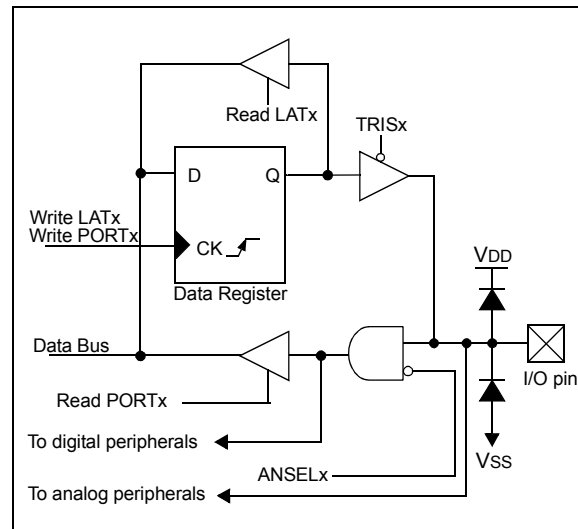 Read LATx
TRISx
D
Q
Write LATx
Write PORTx
CK
Data Register
VDD
Data Bus
I/O pin
Read PORTx
To digital peripherals
VSS
ANSELx
To analog peripherals